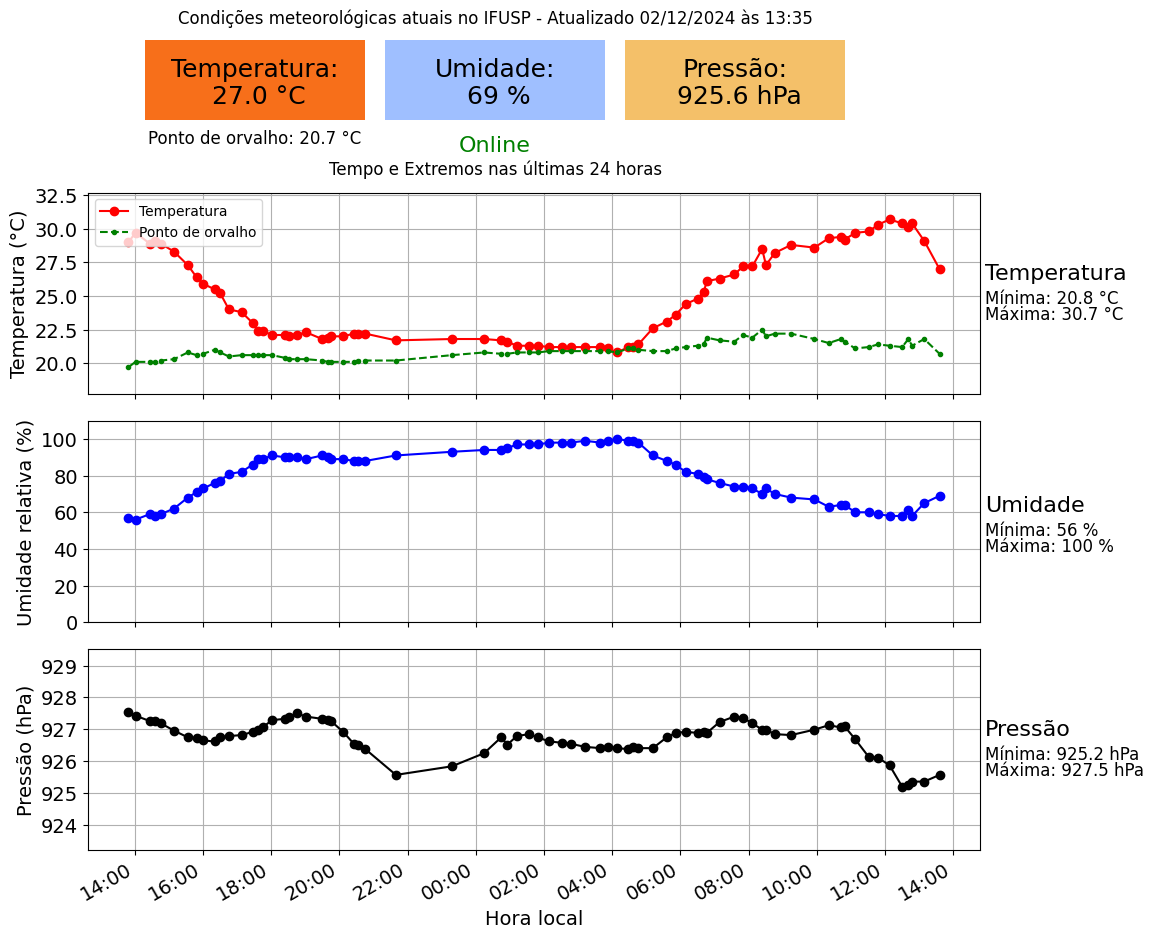 Condições meteorológicas atuais no IFUSP - Atualizado 02/12/2024 às 13:35
Temperatura:
27.0 °C
Umidade:
69 %
Pressão:
925.6 hPa
Ponto de orvalho: 20.7 °C
Online
Tempo e Extremos nas últimas 24 horas
Temperatura (°C)
32.5
30.0
27.5
25.0
22.5
20.0
Temperatura
Ponto de orvalho
Temperatura
Mínima: 20.8 °C
Máxima: 30.7 °C
Umidade relativa (%)
100
80
60
40
20
0
Umidade
Mínima: 56 %
Máxima: 100 %
Pressão (hPa)
929
928
927
926
925
924
Pressão
Mínima: 925.2 hPa
Máxima: 927.5 hPa
14:00 16:00 18:00 20:00 22:00 00:00 02:00 04:00 06:00 08:00 10:00 12:00 14:00
Hora local